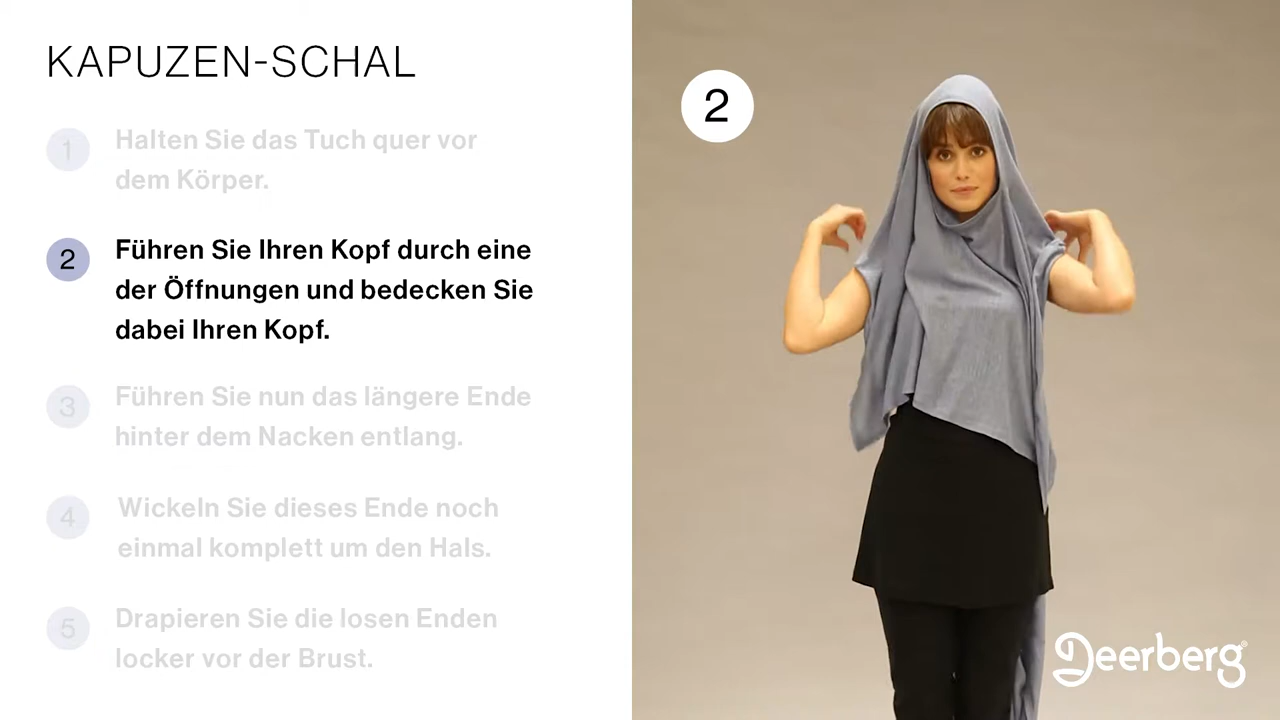 KAPUZEN-SCHAL
1
Halten Sie das Tuch quer vor
dem Körper.
2
Führen Sie Ihren Kopf durch eine
der Öffnungen und bedecken Sie
dabei Ihren Kopf.
3
Führen Sie nun das längere Ende
hinter dem Nacken entlang.
4
Wickeln Sie dieses Ende noch
einmal komplett um den Hals.
5
Drapieren Sie die losen Enden
locker vor der Brust.
2
Deerberg®